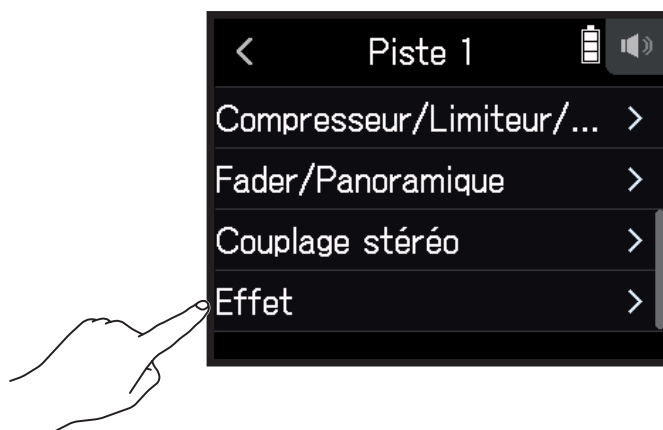 Piste 1
Compresseur/Limiteur/...
Fader/Panoramique
Couplage stéréo
Effet